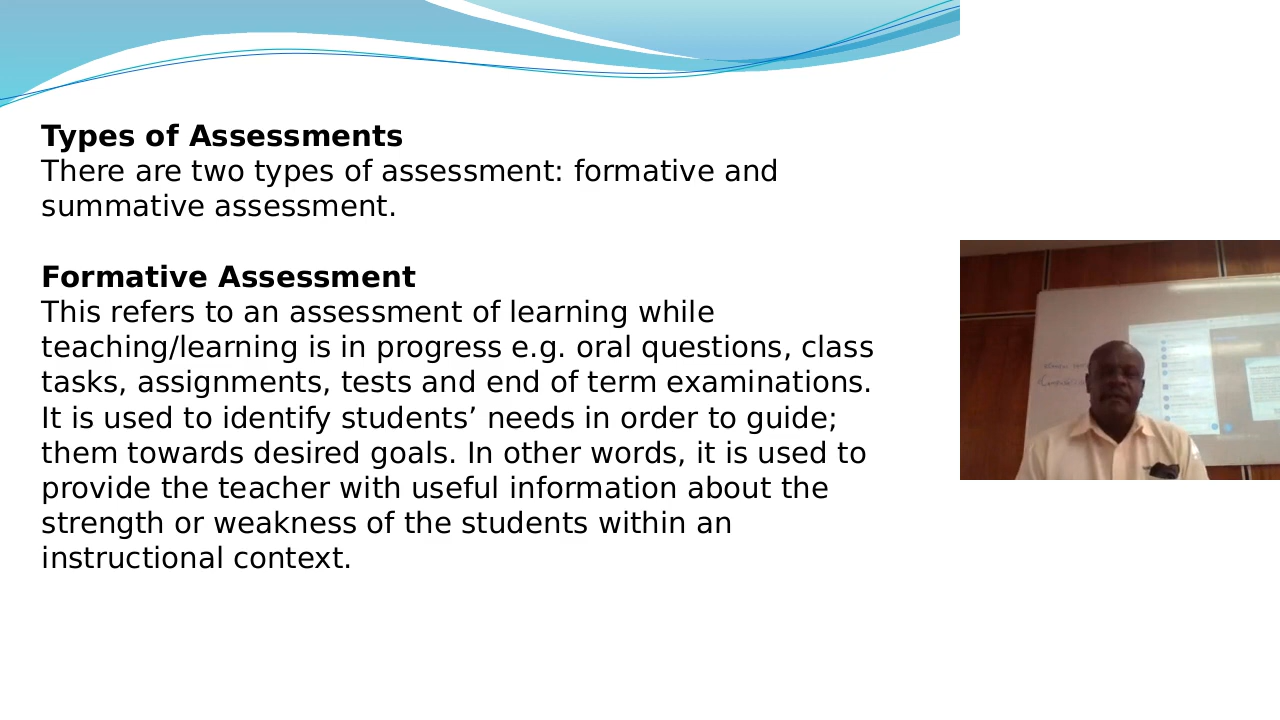 Types of Assessments
There are two types of assessment: formative and
summative assessment.
Formative Assessment
This refers to an assessment of learning while
teaching/learning is in progress e.g. oral questions, class
tasks, assignments, tests and end of term examinations.
It is used to identify students’ needs in order to guide;
them towards desired goals. In other words, it is used to
provide the teacher with useful information about the
strength or weakness of the students within an
instructional context.